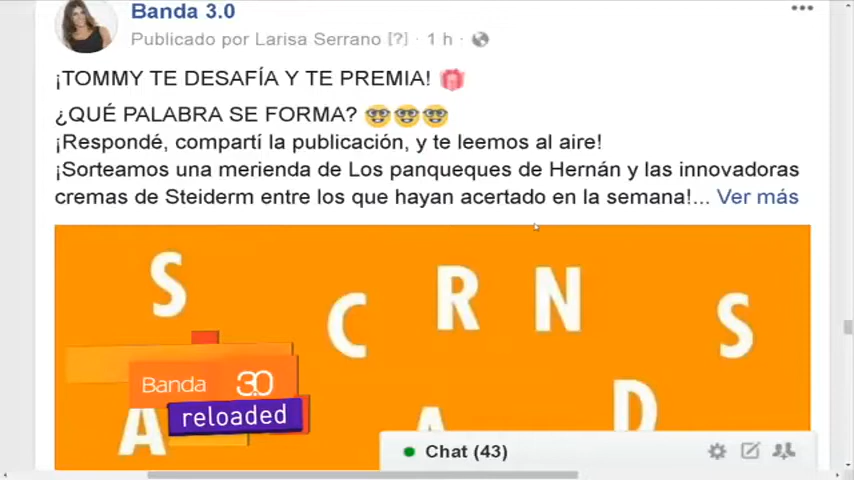 Banda 3.0
Publicado por Larisa Serrano [?] · 1 h ·
¡TOMMY TE DESAFÍA Y TE PREMIA!
¿QUÉ PALABRA SE FORMA?
¡Respondé, compartí la publicación, y te leemos al aire!
¡Sorteamos una merienda de Los panqueques de Hernán y las innovadoras
cremas de Steiderm entre los que hayan acertado en la semana!... Ver más
S C R N S
Banda 3.0
reloaded
A A D
Chat (43)